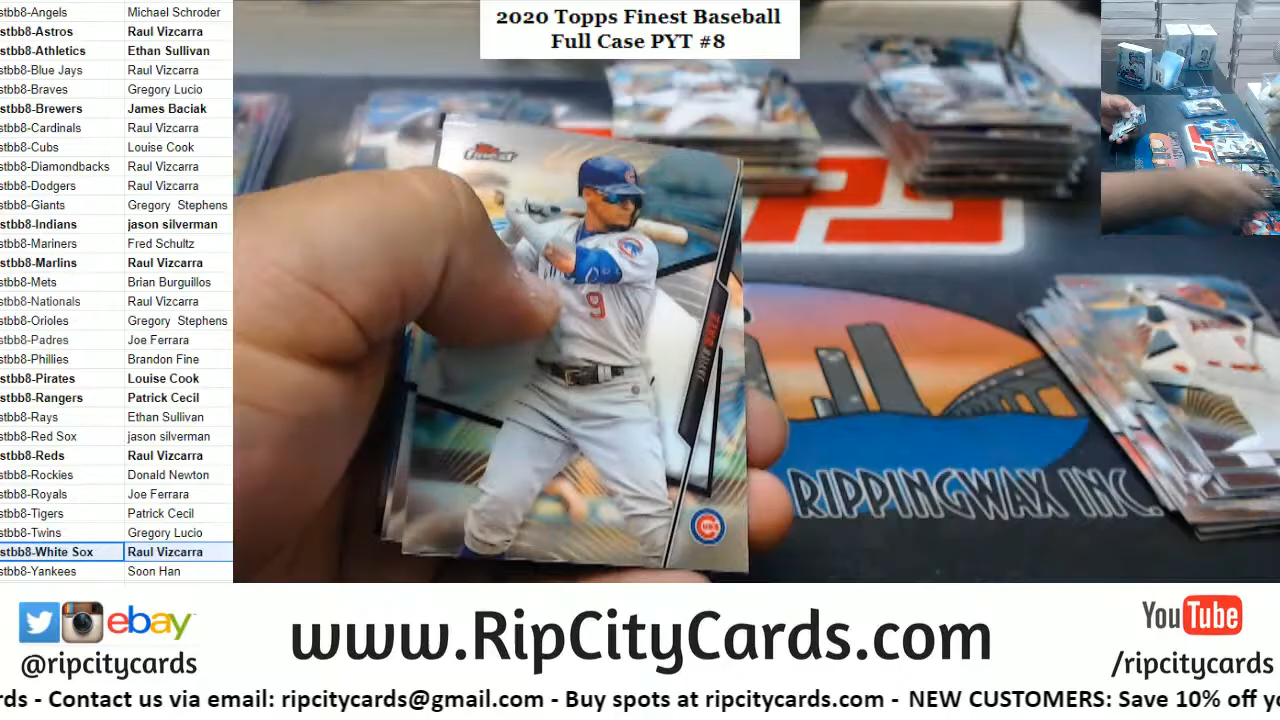 2020 Topps Finest Baseball
Full Case PYT #8
stbb8-Angels Michael Schroder
stbb8-Astros Raul Vizcarra
stbb8-Athletics Ethan Sullivan
stbb8-Blue Jays Raul Vizcarra
stbb8-Braves Gregory Lucio
stbb8-Brewers James Baciak
stbb8-Cardinals Raul Vizcarra
stbb8-Cubs Louise Cook
stbb8-Diamondbacks Raul Vizcarra
stbb8-Dodgers Raul Vizcarra
stbb8-Giants Gregory Stephens
stbb8-Indians jason silverman
stbb8-Mariners Fred Schultz
stbb8-Marlins Raul Vizcarra
stbb8-Mets Brian Burguillos
stbb8-Nationals Raul Vizcarra
stbb8-Orioles Gregory Stephens
stbb8-Padres Joe Ferrara
stbb8-Phillies Brandon Fine
stbb8-Pirates Louise Cook
stbb8-Rangers Patrick Cecil
stbb8-Rays Ethan Sullivan
stbb8-Red Sox jason silverman
stbb8-Reds Raul Vizcarra
stbb8-Rockies Donald Newton
stbb8-Royals Joe Ferrara
stbb8-Tigers Patrick Cecil
stbb8-Twins Gregory Lucio
stbb8-White Sox Raul Vizcarra
stbb8-Yankees Soon Han
Finest
9
JAVIER BAEZ
CUBS
RIPPINGWAX INC.
ebay
@ripcitycards
www.RipCityCards.com
YouTube
/ripcitycards
rds - Contact us via email: ripcitycards@gmail.com - Buy spots at ripcitycards.com - NEW CUSTOMERS: Save 10% off yo